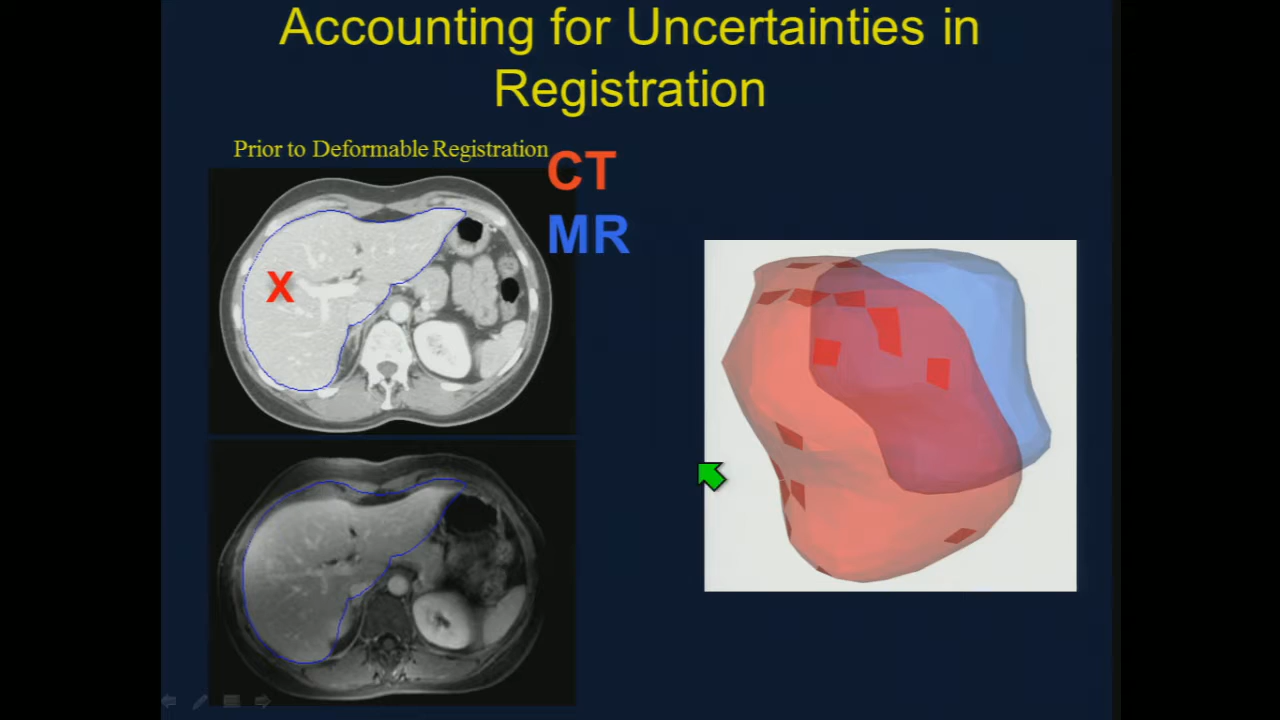 Accounting for Uncertainties in
Registration
Prior to Deformable Registration
CT
MR
X